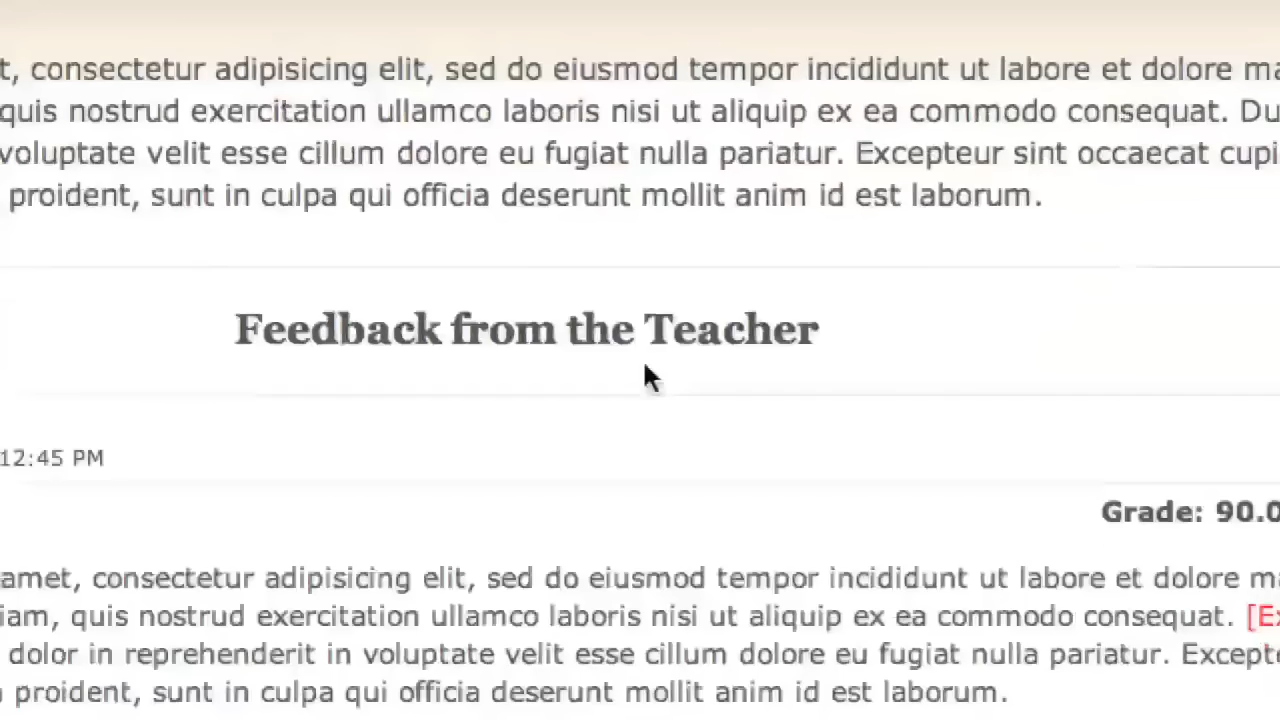 t, consectetur adipisicing elit, sed do eiusmod tempor incididunt ut labore et dolore ma
quis nostrud exercitation ullamco laboris nisi ut aliquip ex ea commodo consequat. Du
voluptate velit esse cillum dolore eu fugiat nulla pariatur. Excepteur sint occaecat cupi
proident, sunt in culpa qui officia deserunt mollit anim id est laborum.
Feedback from the Teacher
12:45 PM
Grade: 90.0
amet, consectetur adipisicing elit, sed do eiusmod tempor incididunt ut labore et dolore m
iam, quis nostrud exercitation ullamco laboris nisi ut aliquip ex ea commodo consequat. [Ex
dolor in reprehenderit in voluptate velit esse cillum dolore eu fugiat nulla pariatur. Except
proident, sunt in culpa qui officia deserunt mollit anim id est laborum.